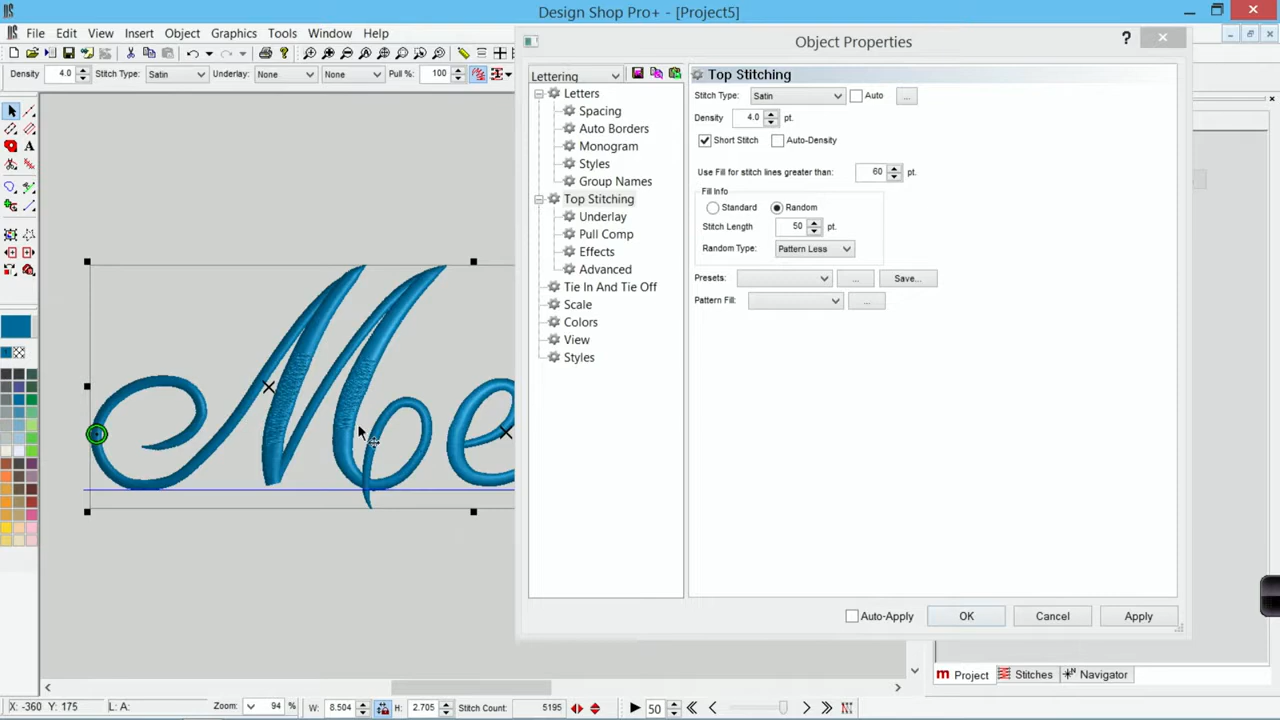 Design Shop Pro+ - [Project5]
File Edit View Insert Object Graphics Tools Window Help
Density 4.0 Stitch Type: Satin Underlay: None None Pull % 100
Object Properties
?
Lettering
Letters
Spacing
Auto Borders
Monogram
Styles
Group Names
Top Stitching
Underlay
Pull Comp
Effects
Advanced
Tie In And Tie Off
Scale
Colors
View
Styles
Top Stitching
Stitch Type: Satin Auto ...
Density 4.0 pt.
Short Stitch Auto-Density
Use Fill for stitch lines greater than: 60 pt.
Fill Info
Standard Random
Stitch Length 50 pt.
Random Type: Pattern Less
Presets: ... Save...
Pattern Fill: ...
Auto-Apply OK Cancel Apply
Me
Project Stitches Navigator
X: -360 Y: 175 L: A: Zoom: 94 % W: 8.504 H: 2.705 Stitch Count: 5195 50